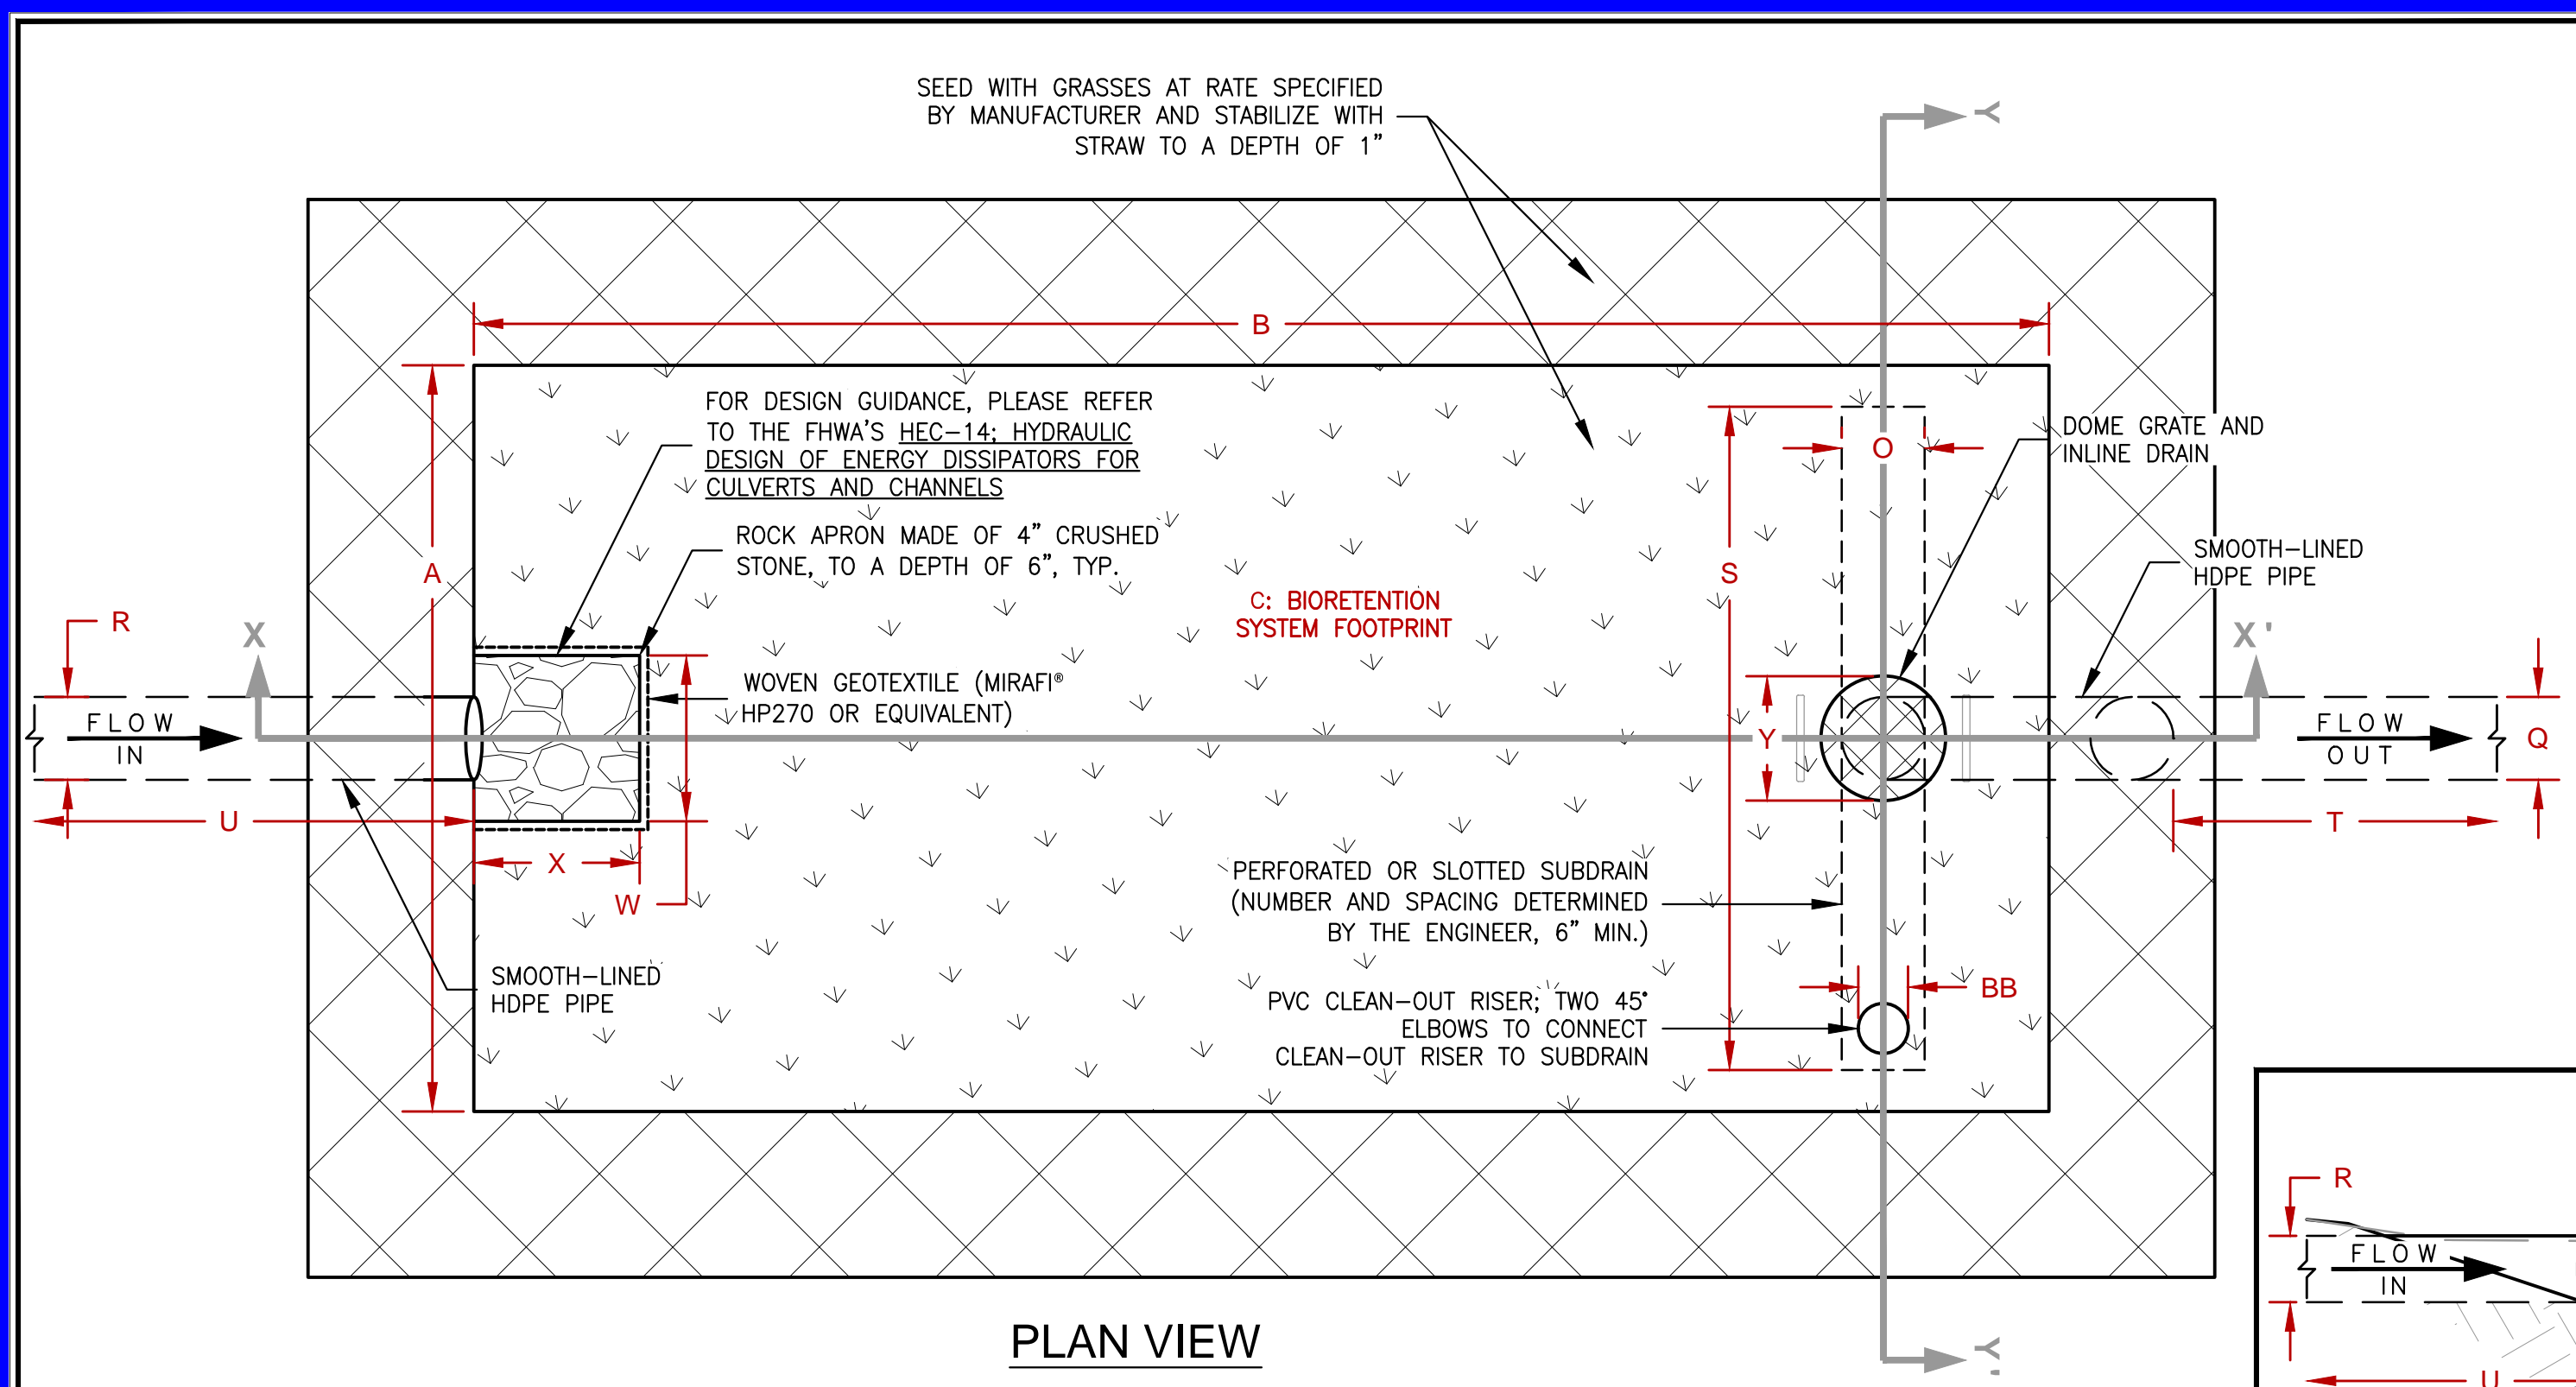 SEED WITH GRASSES AT RATE SPECIFIED
BY MANUFACTURER AND STABILIZE WITH
STRAW TO A DEPTH OF 1”
Y
B
FOR DESIGN GUIDANCE, PLEASE REFER
TO THE FHWA'S HEC-14; HYDRAULIC
DESIGN OF ENERGY DISSIPATORS FOR
CULVERTS AND CHANNELS
O
DOME GRATE AND
INLINE DRAIN
ROCK APRON MADE OF 4” CRUSHED
STONE, TO A DEPTH OF 6”, TYP.
SMOOTH-LINED
HDPE PIPE
A
S
C: BIORETENTION
SYSTEM FOOTPRINT
R
X
X'
WOVEN GEOTEXTILE (MIRAFI®
HP270 OR EQUIVALENT)
FLOW
IN
Y
FLOW
OUT
Q
U
T
X
W
PERFORATED OR SLOTTED SUBDRAIN
(NUMBER AND SPACING DETERMINED
BY THE ENGINEER, 6” MIN.)
SMOOTH-LINED
HDPE PIPE
BB
PVC CLEAN-OUT RISER; TWO 45°
ELBOWS TO CONNECT
CLEAN-OUT RISER TO SUBDRAIN
R
FLOW
IN
PLAN VIEW
Y'
U